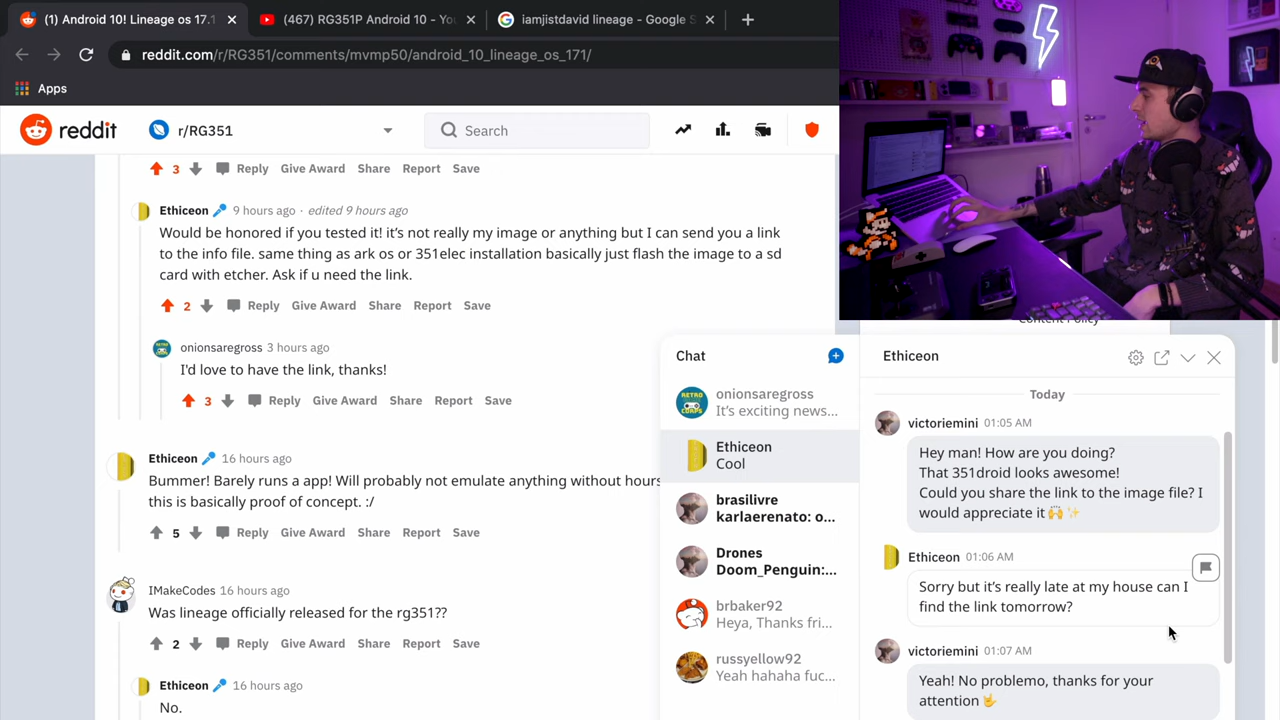 (1) Android 10! Lineage os 17.1
(467) RG351P Android 10 - You
iamjistdavid lineage - Google S
reddit.com/r/RG351/comments/mvmp50/android_10_lineage_os_171/
Apps
reddit
r/RG351
Search
3 Reply Give Award Share Report Save
Ethiceon 9 hours ago · edited 9 hours ago
Would be honored if you tested it! it's not really my image or anything but I can send you a link
to the info file. same thing as ark os or 351elec installation basically just flash the image to a sd
card with etcher. Ask if u need the link.
2 Reply Give Award Share Report Save
onionsaregross 3 hours ago
I'd love to have the link, thanks!
3 Reply Give Award Share Report Save
Ethiceon 16 hours ago
Bummer! Barely runs a app! Will probably not emulate anything without hours
this is basically proof of concept. :/
5 Reply Give Award Share Report Save
IMakeCodes 16 hours ago
Was lineage officially released for the rg351??
2 Reply Give Award Share Report Save
Ethiceon 16 hours ago
No.
Content Policy
Chat
onionsaregross
It's exciting news...
Ethiceon
Cool
brasilivre
karlaerenato: o...
Drones
Doom_Penguin:...
brbaker92
Heya, Thanks fri...
russyellow92
Yeah hahaha fuc...
Ethiceon
Today
victoriemini 01:05 AM
Hey man! How are you doing?
That 351droid looks awesome!
Could you share the link to the image file? I
would appreciate it 🙌✨
Ethiceon 01:06 AM
Sorry but it's really late at my house can I
find the link tomorrow?
victoriemini 01:07 AM
Yeah! No problemo, thanks for your
attention 🤟